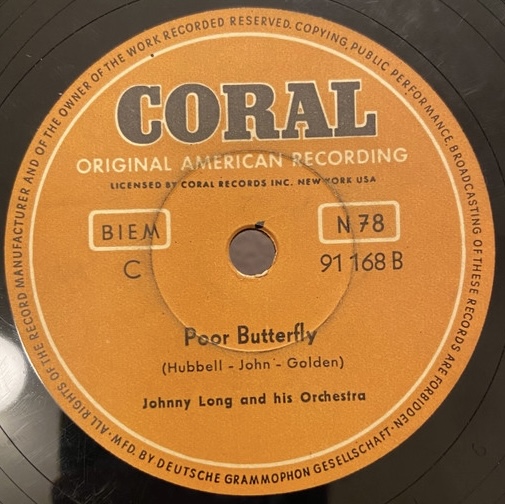 ALL RIGHTS OF THE RECORD MANUFACTURER AND OF THE OWNER OF THE WORK RECORDED RESERVED. COPYING, PUBLIC PERFORMANCE, BROADCASTING OF THESE RECORDS ARE FORBIDDEN
CORAL
ORIGINAL AMERICAN RECORDING
LICENSED BY CORAL RECORDS INC. NEW YORK USA
BIEM N 78
C 91 168 B
Poor Butterfly
(Hubbell - John - Golden)
Johnny Long and his Orchestra
MFD. BY DEUTSCHE GRAMMOPHON GESELLSCHAFT